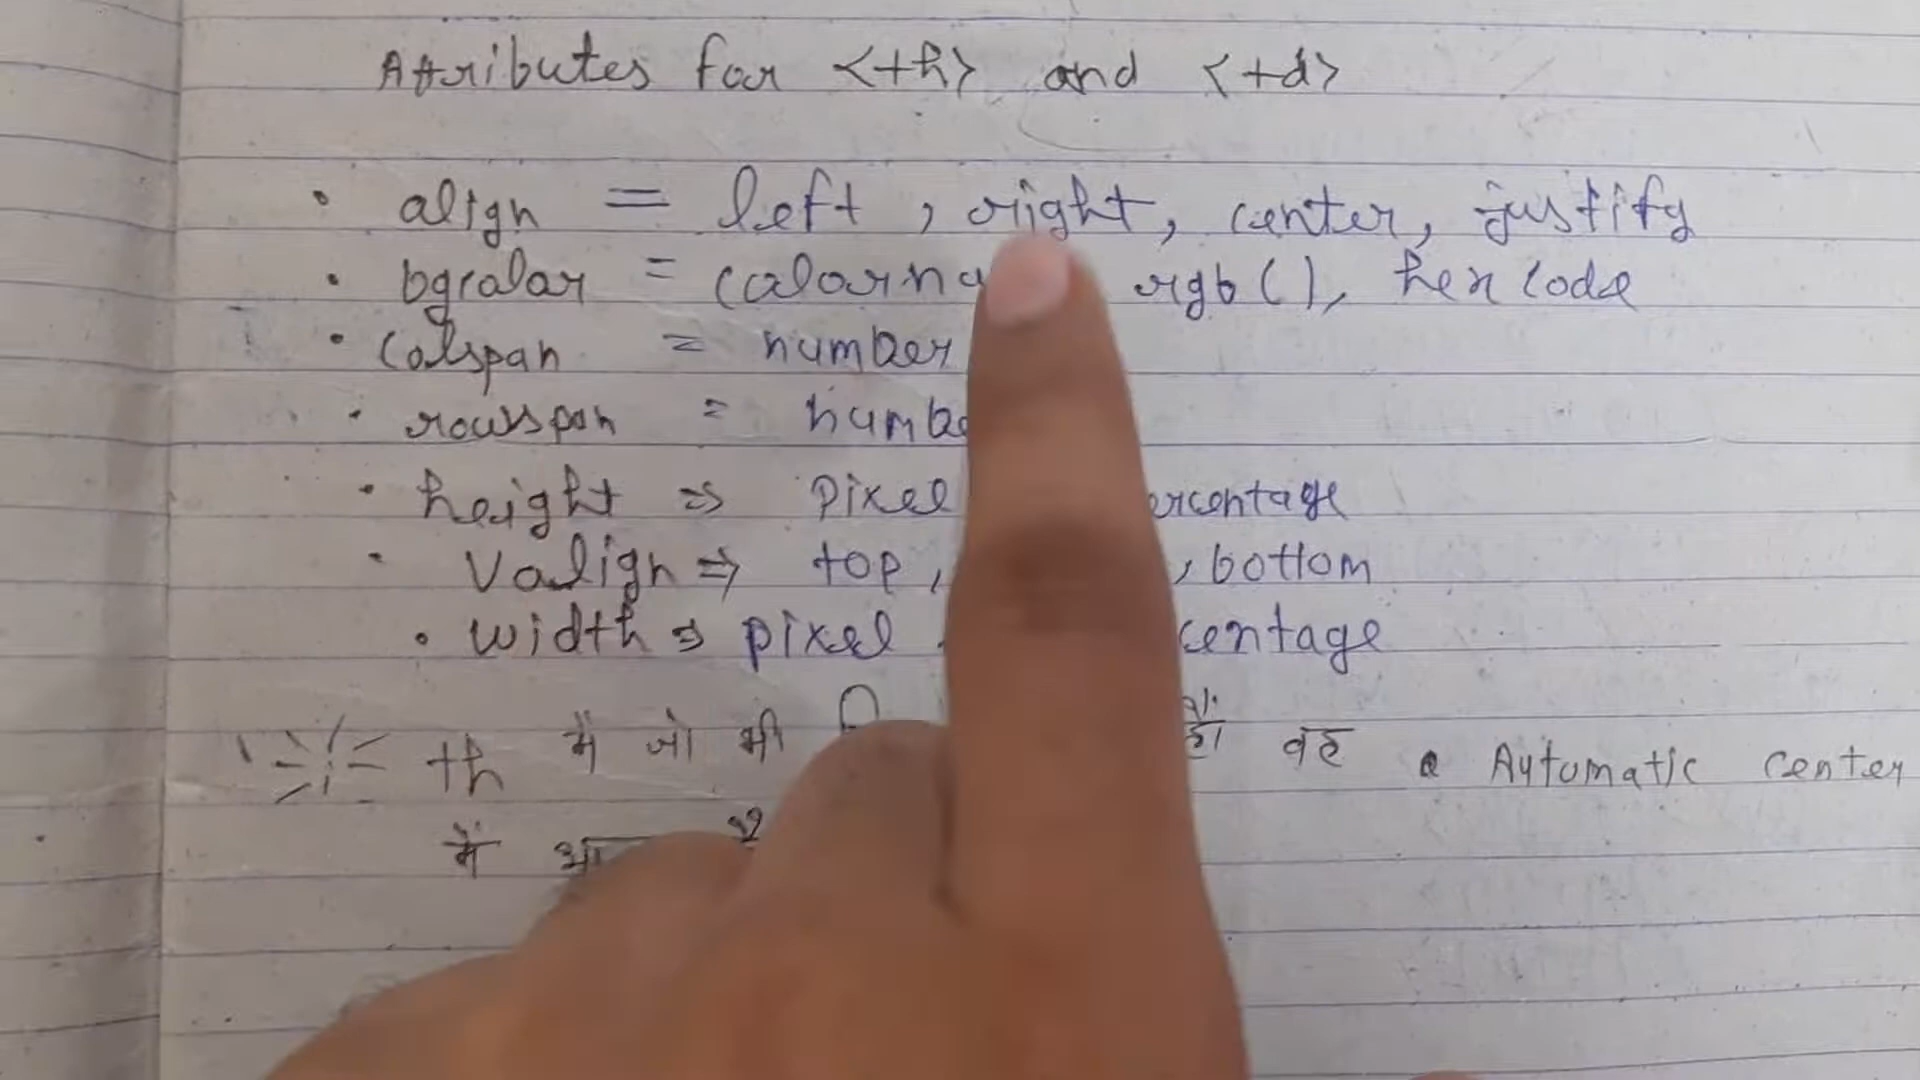 Attributes for <th> and <td>
• align = left, right, center, justify
• bgcolor = colorna rgb(), hex code
• colspan = number
• rowspan = numbe
• height ⇒ pixel ercentage
• Valign ⇒ top, , bottom
• width ⇒ pixel centage
th में जो भी वह Automatic center
में